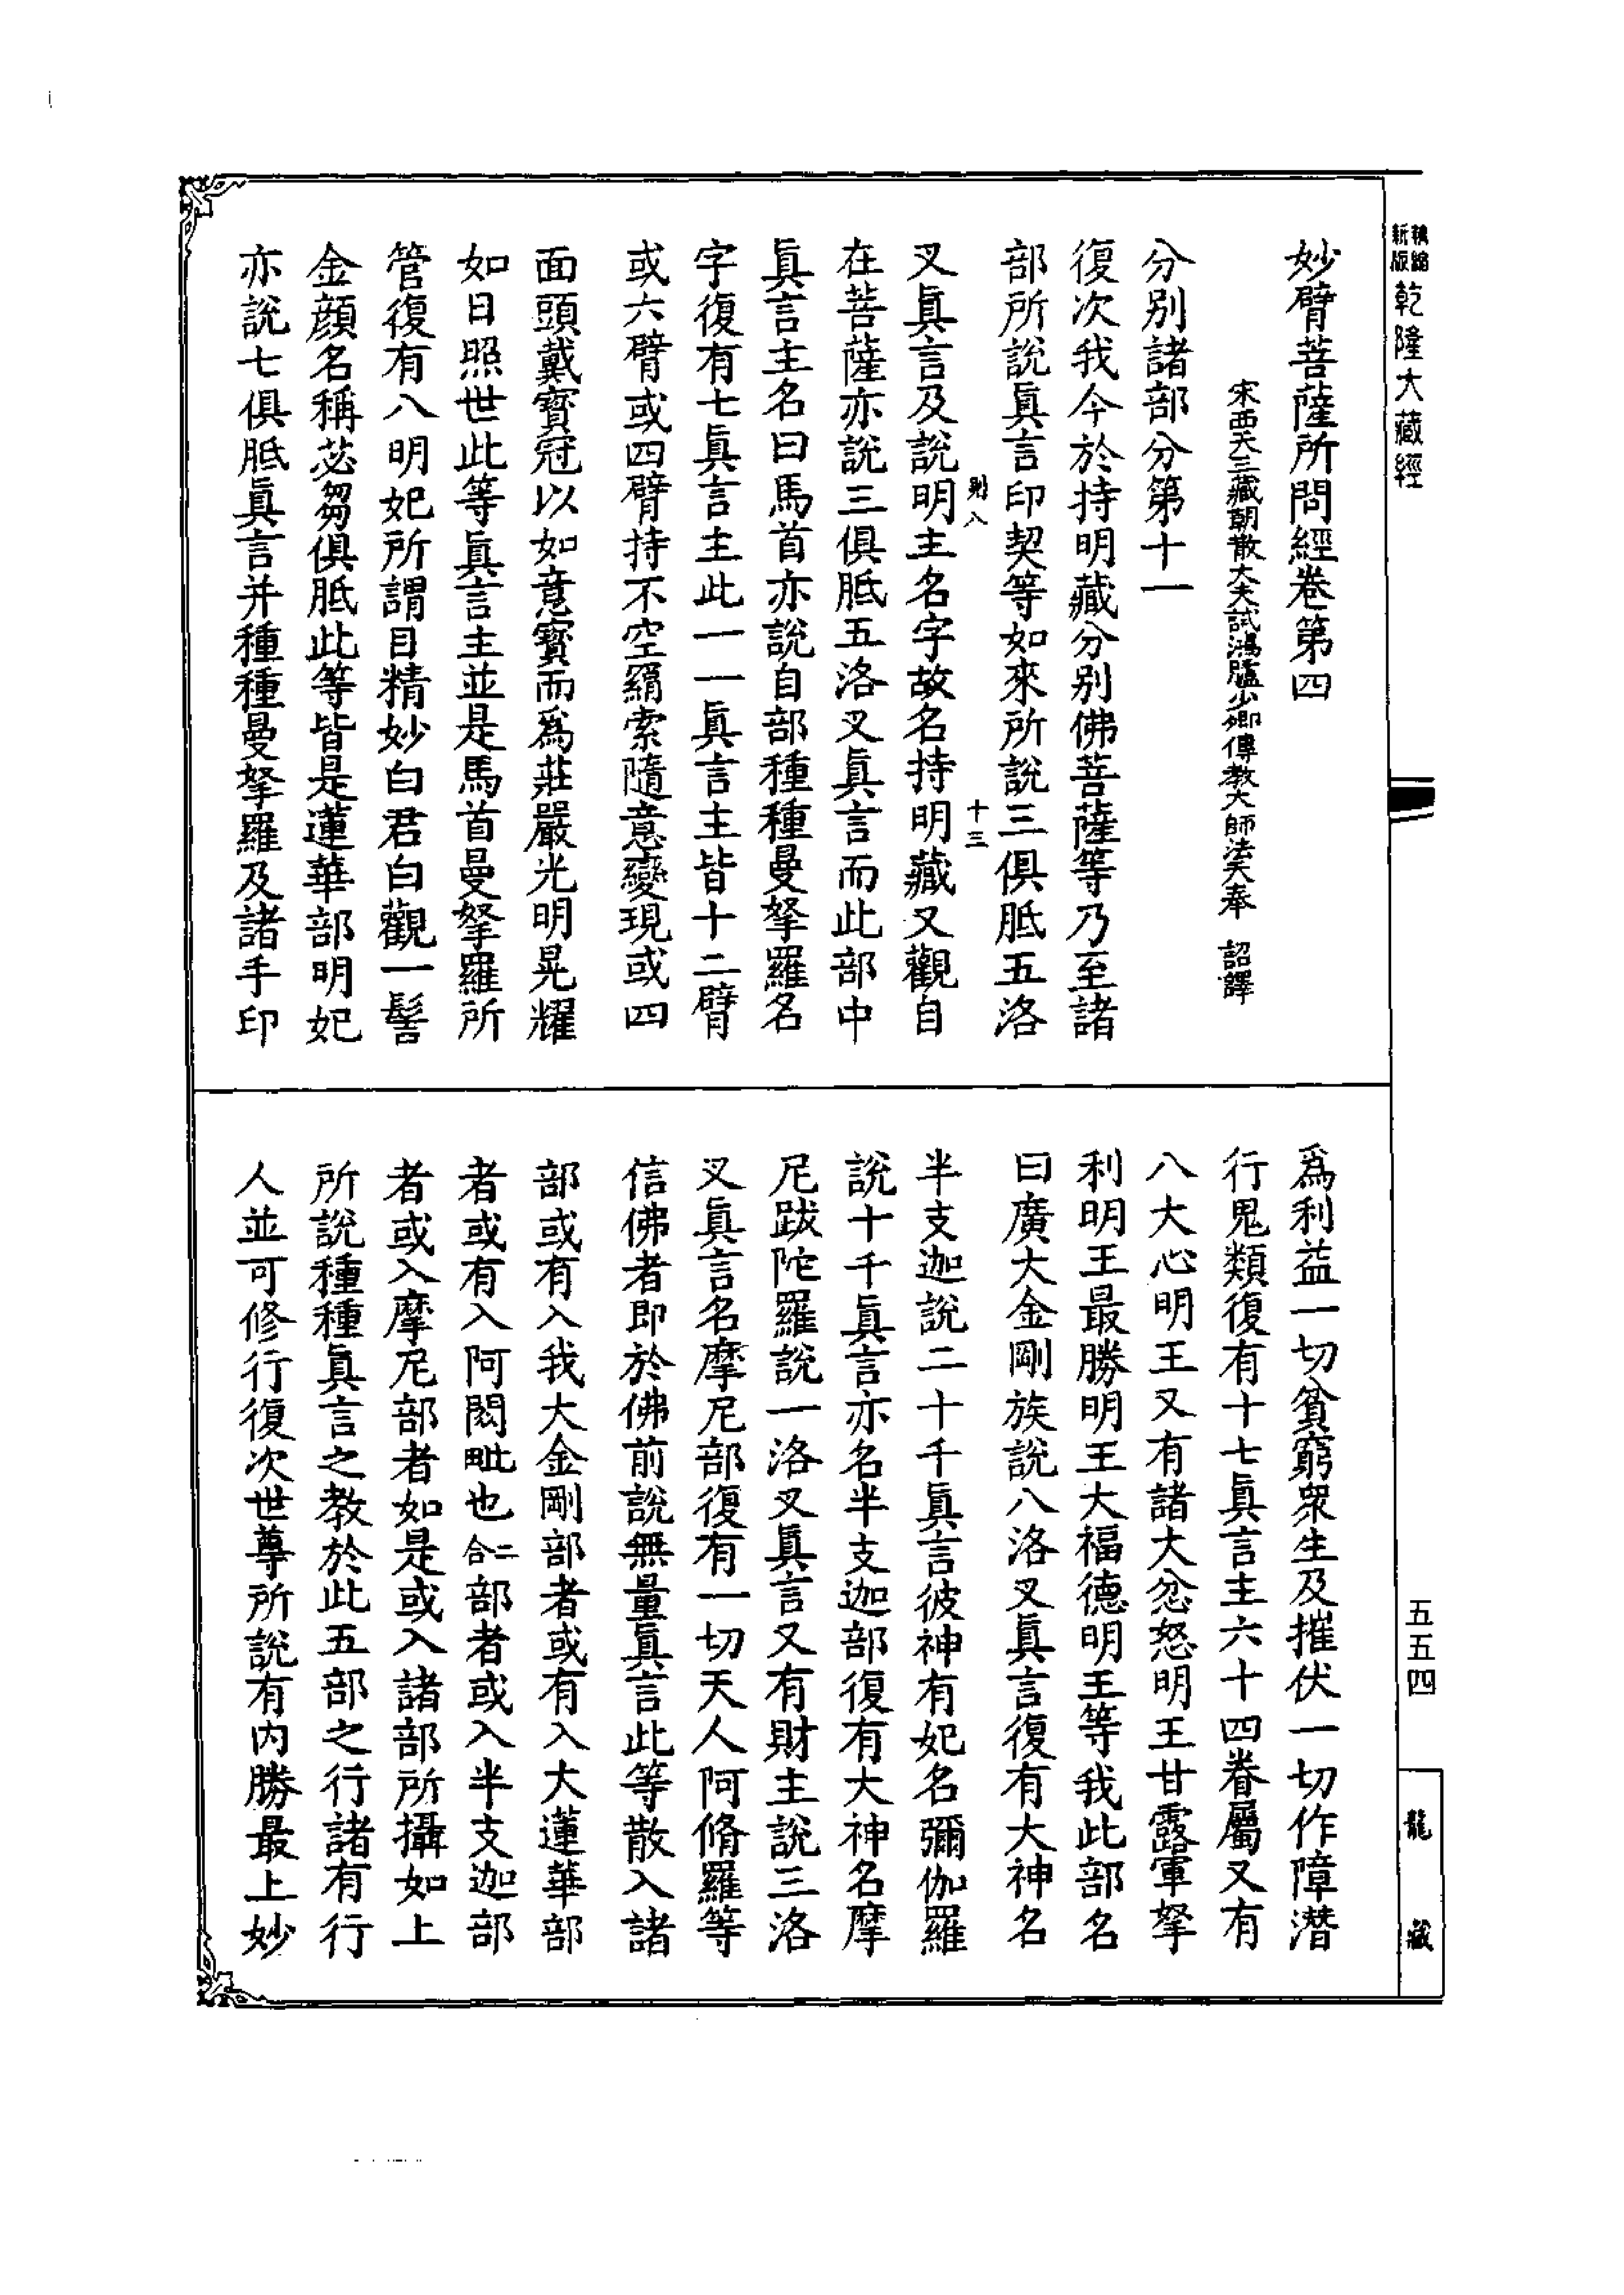 新版
乾隆大藏經
妙臂菩薩所問經卷第四
宋西天三藏朝散大夫試鴻臚少卿傳教大師法天奉 詔譯
分別諸部分第十一
復次我今於持明藏分別佛菩薩等乃至諸
部所說眞言印契等如來所說三俱胝五洛
十三
叉眞言及說明主名字故名持明藏又觀自
在菩薩亦說三俱胝五洛叉眞言而此部中
眞言主名曰馬首亦說自部種種曼拏羅名
字復有七眞言主此一一眞言主皆十二臂
或六臂或四臂持不空羂索隨意變現或四
面頭戴寶冠以如意寶而爲莊嚴光明晃耀
如日照世此等眞言主並是馬首曼拏羅所
管復有八明妃所謂目精妙白君白觀一髻
金顏名稱苾芻俱胝此等皆是蓮華部明妃
亦說七俱胝眞言并種種曼拏羅及諸手印
爲利益一切貧窮衆生及摧伏一切作障潛
行鬼類復有十七眞言主六十四眷屬又有
八大心明王又有諸大忿怒明王甘露軍拏
利明王最勝明王大福德明王等我此部名
曰廣大金剛族說八洛叉眞言復有大神名
半支迦說二十千眞言彼神有妃名彌伽羅
說十千眞言亦名半支迦部復有大神名摩
尼跋陀羅說一洛叉眞言又有財主說三洛
叉眞言名摩尼部復有一切天人阿脩羅等
信佛者即於佛前說無量眞言此等散入諸
部或有入我大金剛部者或有入大蓮華部
者或有入阿閦毗也二合部者或入半支迦部
者或入摩尼部者如是或入諸部所攝如上
所說種種眞言之教於此五部之行諸有行
人並可修行復次世尊所說有內勝最上妙
五五四
龍藏